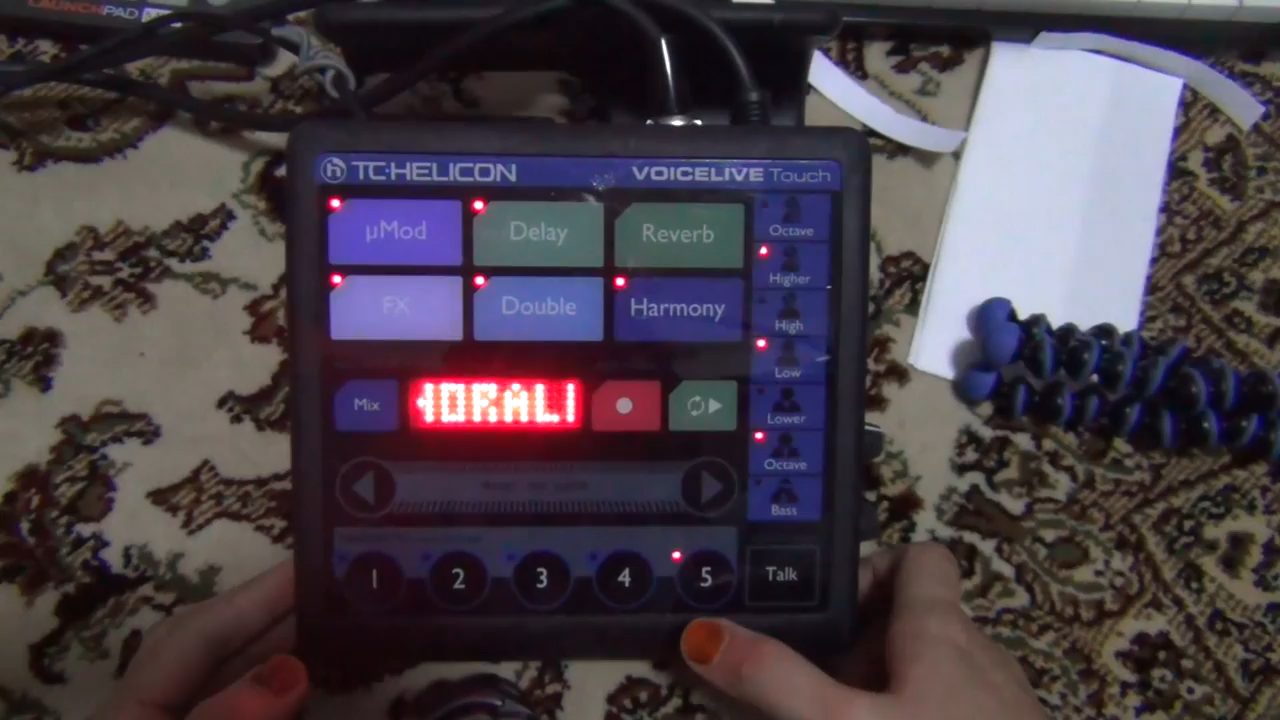 LAUNCHPAD
TC·HELICON
VOICELIVE Touch
µMod
Delay
Reverb
Octave
Higher
FX
Double
Harmony
High
Low
Mix
Lower
Octave
Bass
1
2
3
4
5
Talk